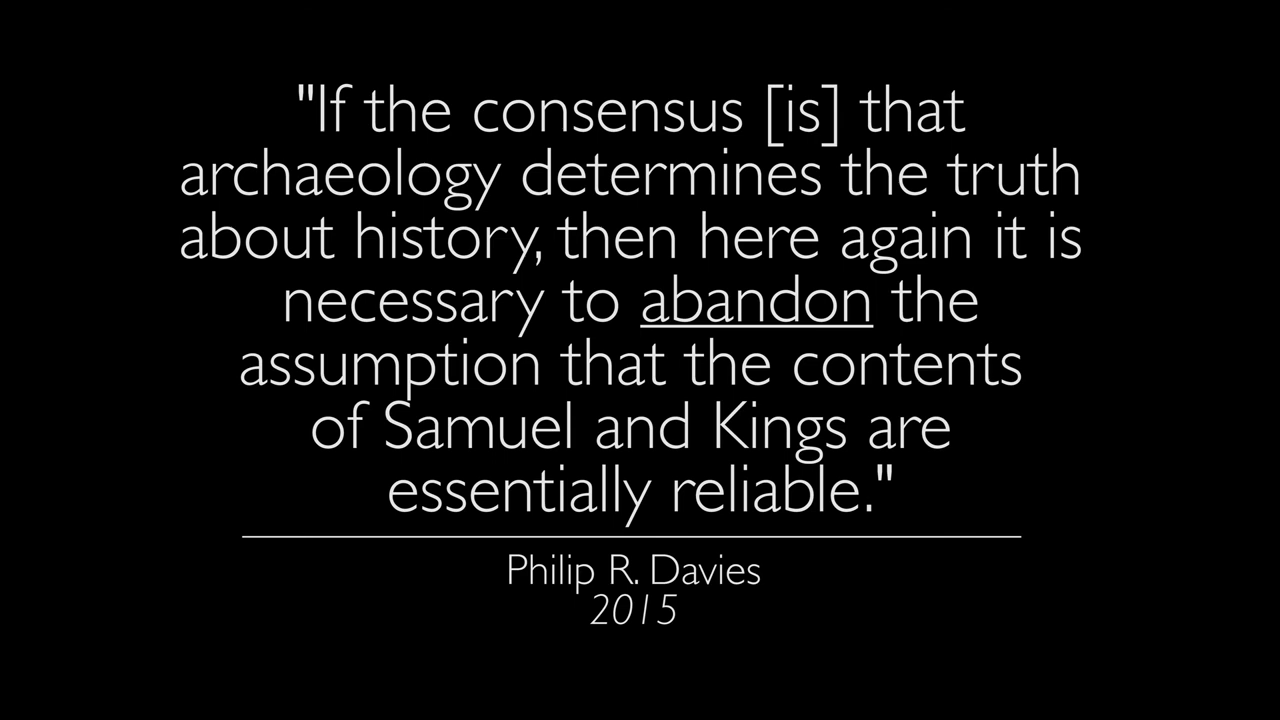 "If the consensus [is] that
archaeology determines the truth
about history, then here again it is
necessary to abandon the
assumption that the contents
of Samuel and Kings are
essentially reliable."
Philip R. Davies
2015